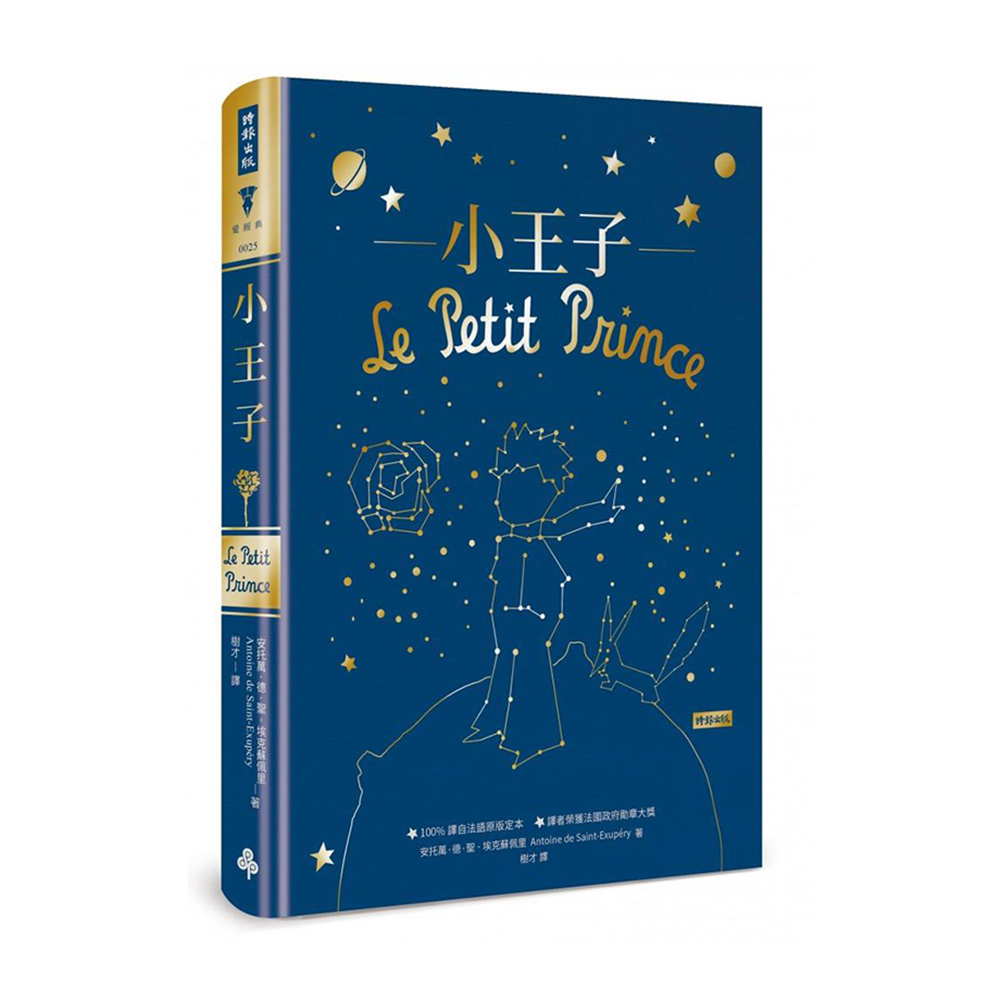 時報出版
愛經典
0025
小王子
Le Petit
Prince
安托萬·德·聖-埃克蘇佩里—著
Antoine de Saint-Exupéry
樹才—譯
小王子
Le Petit Prince
時報出版
100% 譯自法語原版定本 譯者榮獲法國政府勳章大獎
安托萬·德·聖-埃克蘇佩里 Antoine de Saint-Exupéry 著
樹才 譯